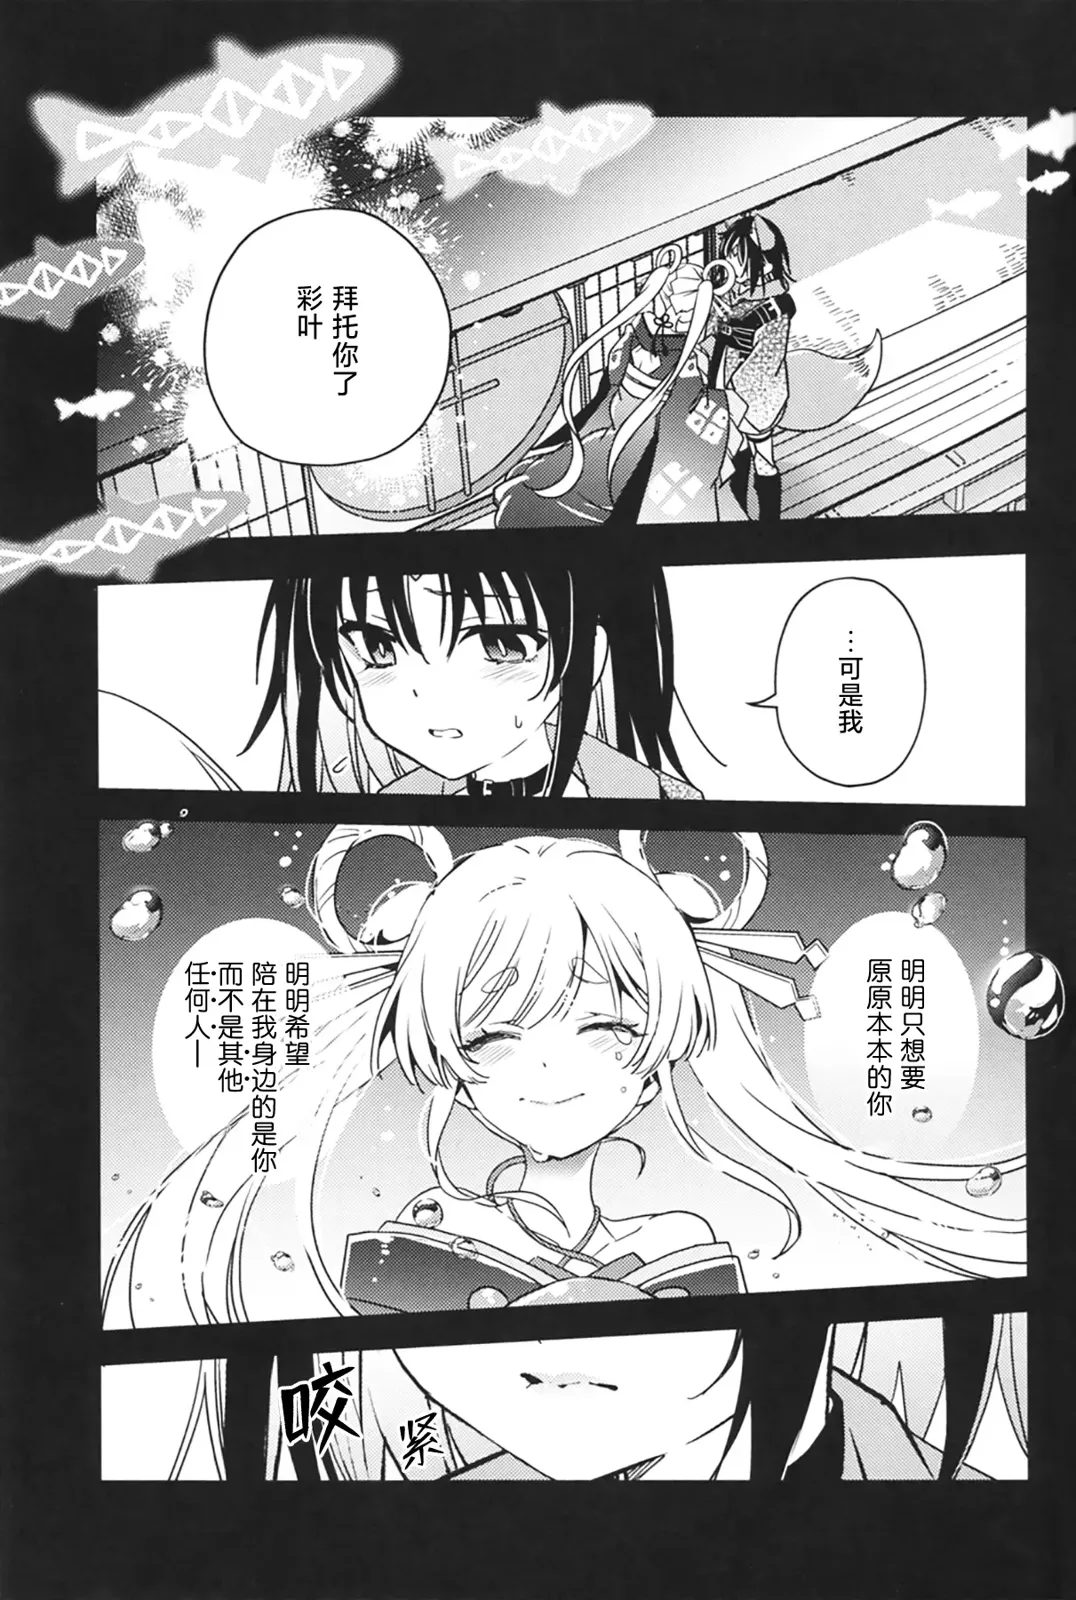 拜托你了
彩叶
…可是我
明明只想要
原原本本的你
明明希望
陪在我身边的是你
而不是其他
任何人—
咬
紧